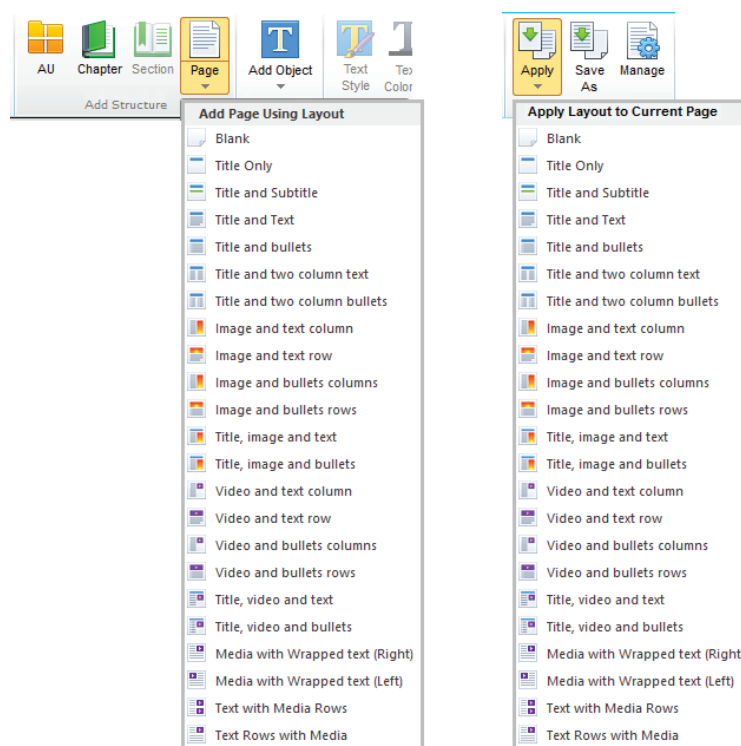 AU Chapter Section Page Add Object Text Style Tex Color
Add Structure
Add Page Using Layout
Blank
Title Only
Title and Subtitle
Title and Text
Title and bullets
Title and two column text
Title and two column bullets
Image and text column
Image and text row
Image and bullets columns
Image and bullets rows
Title, image and text
Title, image and bullets
Video and text column
Video and text row
Video and bullets columns
Video and bullets rows
Title, video and text
Title, video and bullets
Media with Wrapped text (Right)
Media with Wrapped text (Left)
Text with Media Rows
Text Rows with Media
Apply Save As Manage
Apply Layout to Current Page
Blank
Title Only
Title and Subtitle
Title and Text
Title and bullets
Title and two column text
Title and two column bullets
Image and text column
Image and text row
Image and bullets columns
Image and bullets rows
Title, image and text
Title, image and bullets
Video and text column
Video and text row
Video and bullets columns
Video and bullets rows
Title, video and text
Title, video and bullets
Media with Wrapped text (Right
Media with Wrapped text (Left)
Text with Media Rows
Text Rows with Media